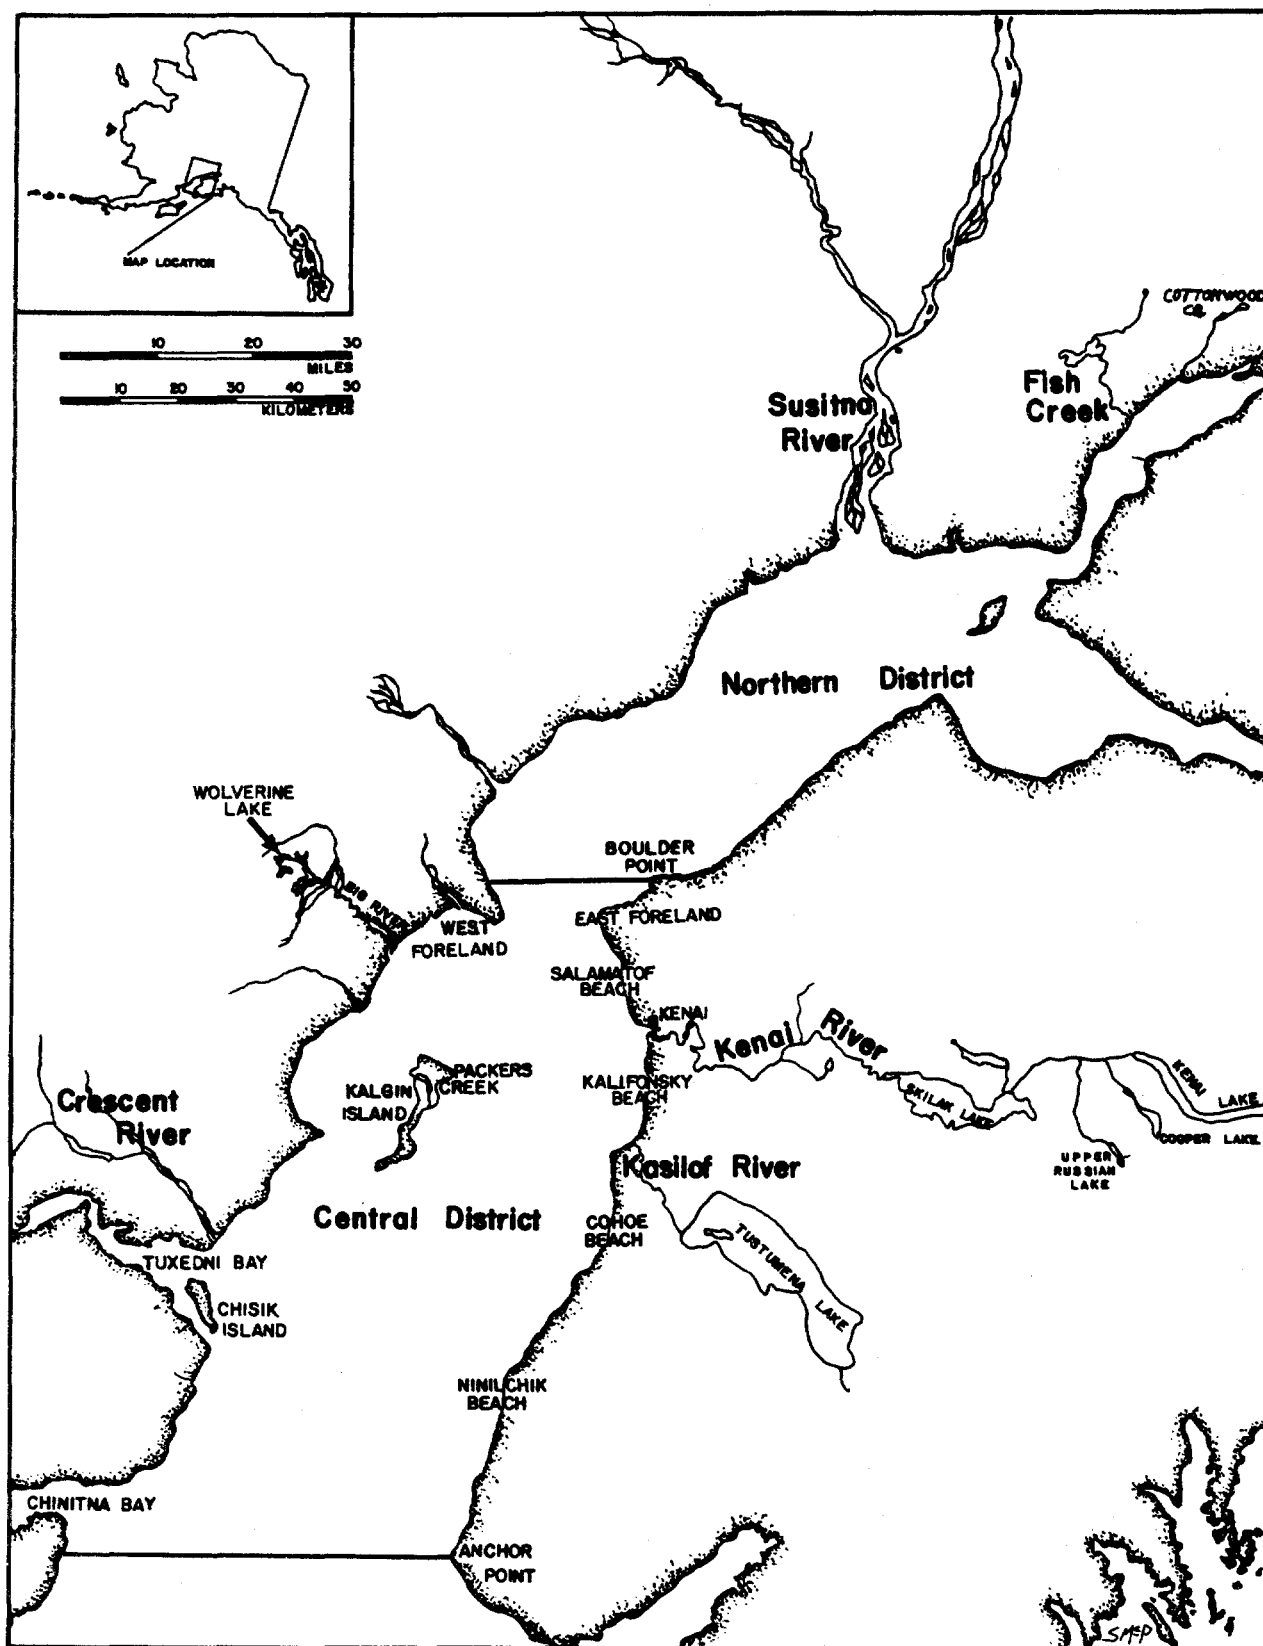 MAP LOCATION
10 20 30
MILES
10 20 30 40 50
KILOMETERS
COTTONWOOD
CR.
Fish
Creek
Susitna
River
Northern District
WOLVERINE
LAKE
BIG RIVER
BOULDER
POINT
WEST
FORELAND
EAST FORELAND
SALAMATOF
BEACH
KENAI
Kenai River
PACKERS
CREEK
KALGIN
ISLAND
KALIFONSKY
BEACH
SKILAK LAKE
KENAI LAKE
COOPER LAKE
UPPER
RUSSIAN
LAKE
Crescent
River
Kasilof River
Central District
COHOE
BEACH
TUSTUMENA LAKE
TUXEDNI BAY
CHISIK
ISLAND
NINILCHIK
BEACH
CHINITNA BAY
ANCHOR
POINT
SMcP